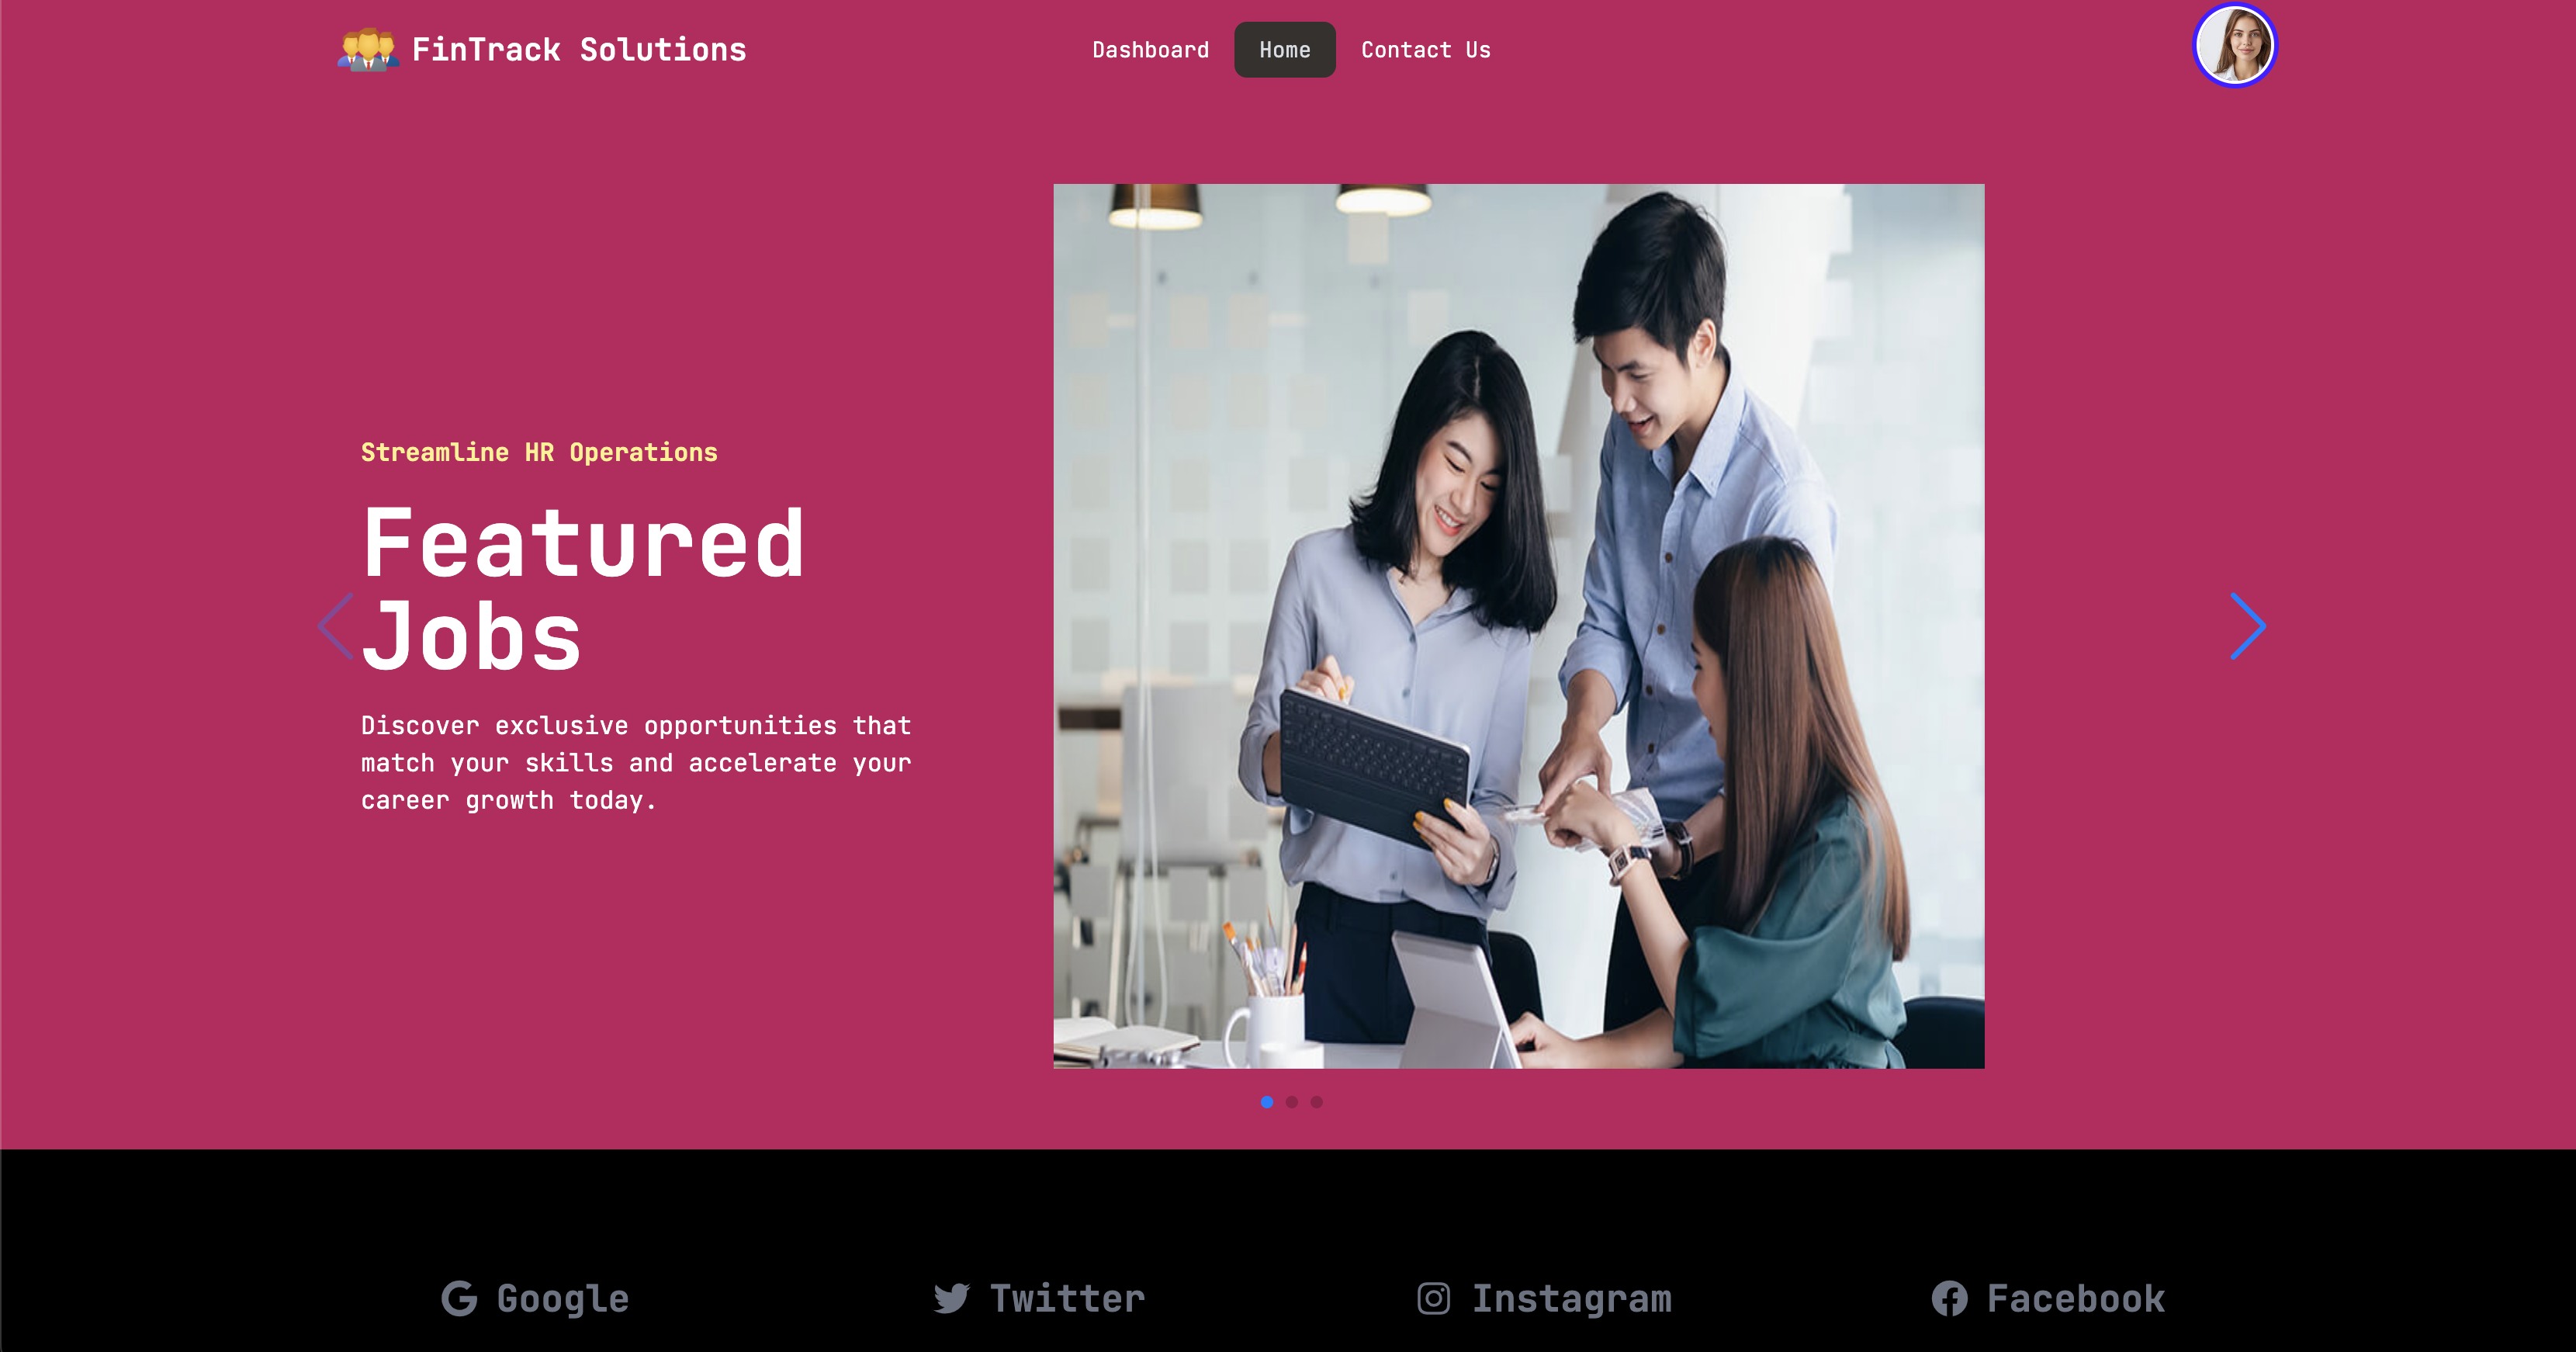 FinTrack Solutions
Dashboard
Home
Contact Us
Streamline HR Operations
Featured
Jobs
Discover exclusive opportunities that
match your skills and accelerate your
career growth today.
Google
Twitter
Instagram
Facebook